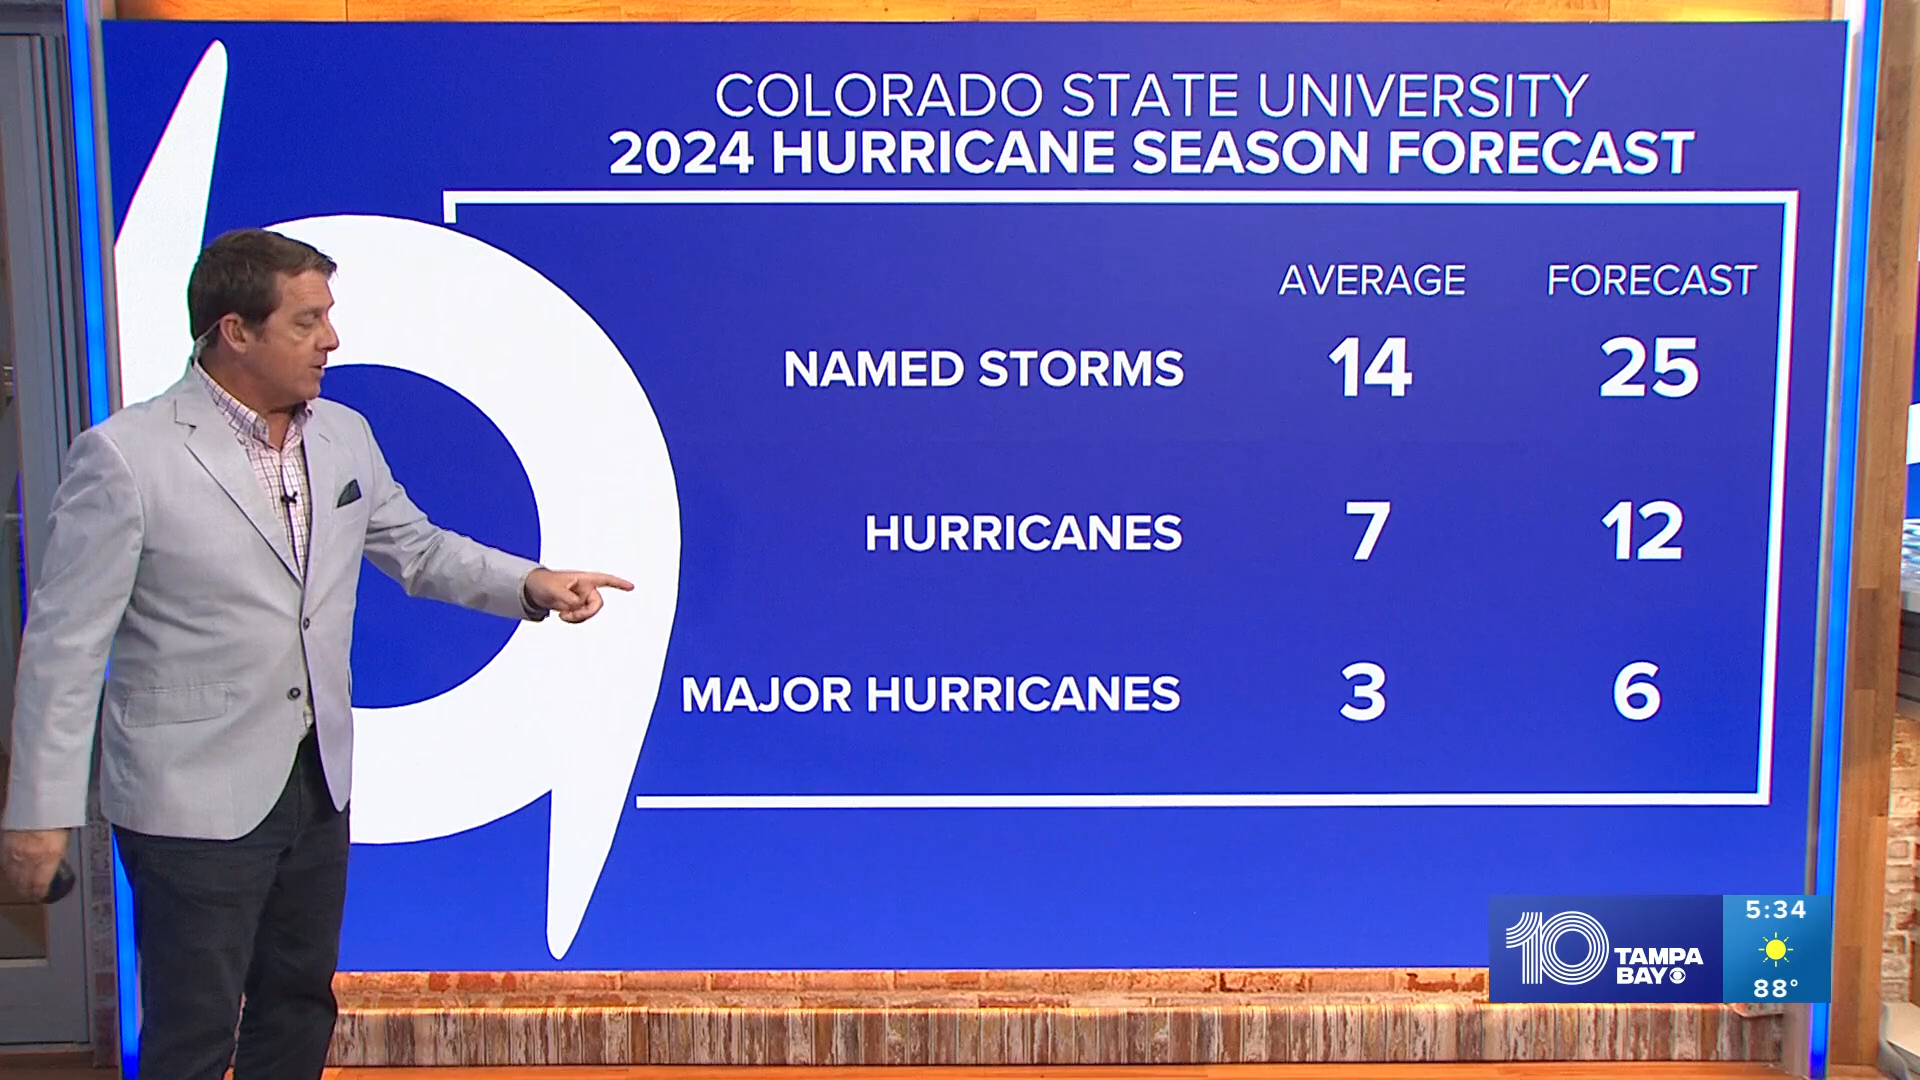 COLORADO STATE UNIVERSITY
2024 HURRICANE SEASON FORECAST
AVERAGE FORECAST
NAMED STORMS 14 25
HURRICANES 7 12
MAJOR HURRICANES 3 6
10 TAMPA BAY
5:34
88°